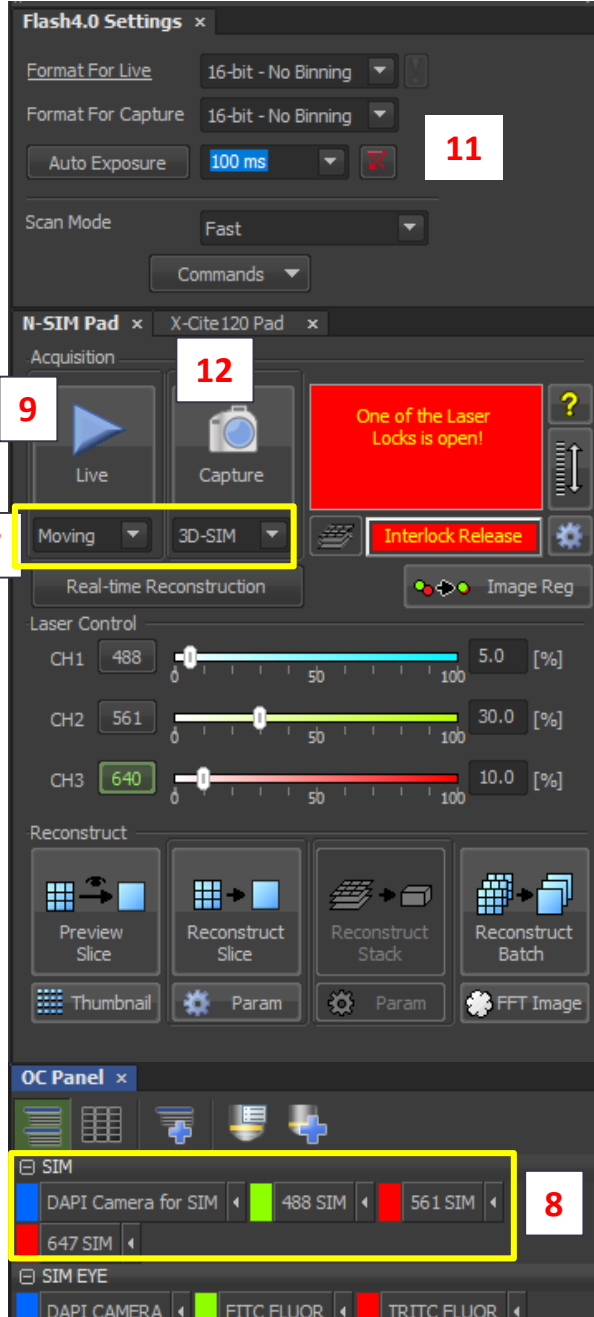 Flash4.0 Settings ×
Format For Live 16-bit - No Binning
Format For Capture 16-bit - No Binning
11
Auto Exposure 100 ms
Scan Mode Fast
Commands
N-SIM Pad × X-Cite120 Pad ×
Acquisition
12
9
One of the Laser
Locks is open!
?
Live Capture
Moving 3D-SIM Interlock Release
Real-time Reconstruction Image Reg
Laser Control
CH1 488 5.0 [%]
0 50 100
CH2 561 30.0 [%]
0 50 100
CH3 640 10.0 [%]
0 50 100
Reconstruct
Preview Slice
Reconstruct Slice
Reconstruct Stack
Reconstruct Batch
Thumbnail Param Param FFT Image
OC Panel ×
SIM
DAPI Camera for SIM 488 SIM 561 SIM
8
647 SIM
SIM EYE
DAPI CAMERA FITC FLUOR TRITC FLUOR